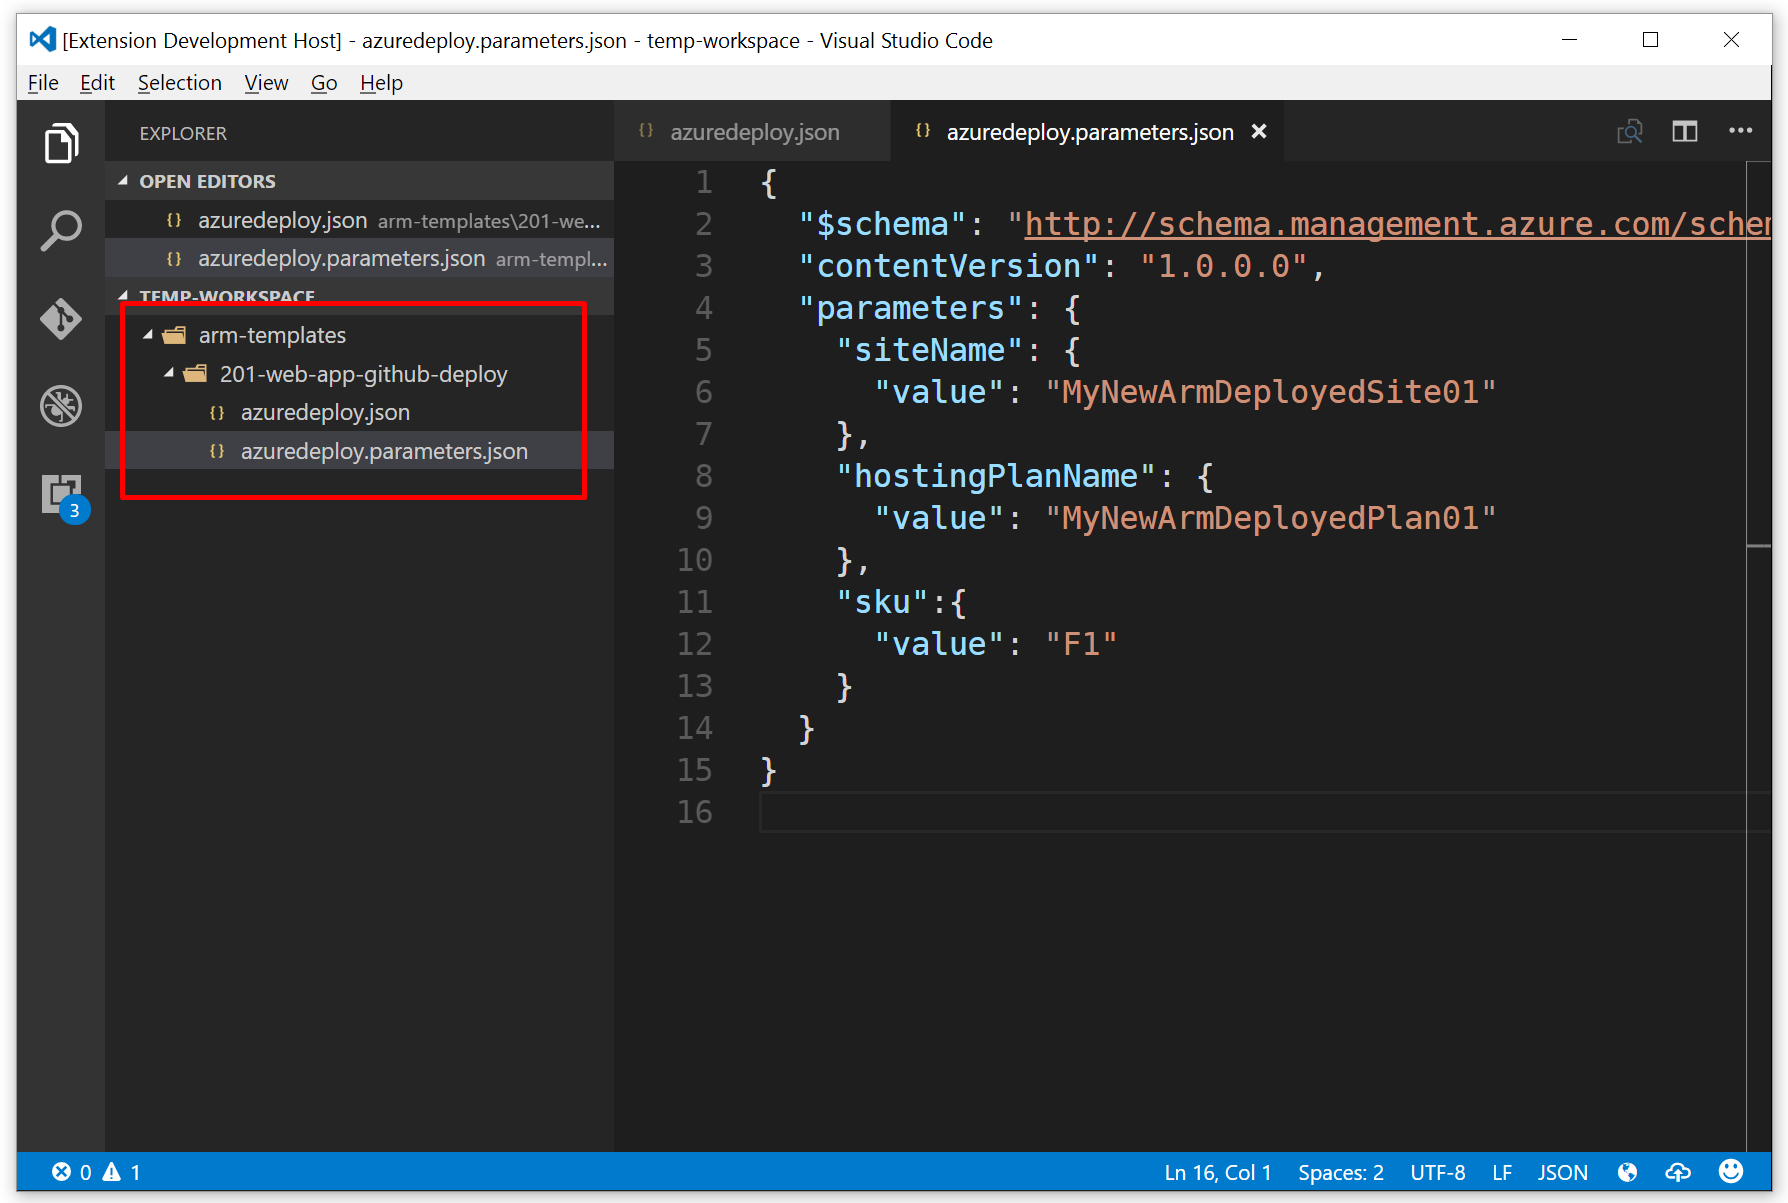 [Extension Development Host] - azuredeploy.parameters.json - temp-workspace - Visual Studio Code
File Edit Selection View Go Help
EXPLORER
OPEN EDITORS
azuredeploy.json arm-templates\201-we...
azuredeploy.parameters.json arm-templ...
TEMP-WORKSPACE
arm-templates
201-web-app-github-deploy
azuredeploy.json
azuredeploy.parameters.json
3
azuredeploy.json
azuredeploy.parameters.json
1 {
2 "$schema": "http://schema.management.azure.com/schem
3 "contentVersion": "1.0.0.0",
4 "parameters": {
5 "siteName": {
6 "value": "MyNewArmDeployedSite01"
7 },
8 "hostingPlanName": {
9 "value": "MyNewArmDeployedPlan01"
10 },
11 "sku":{
12 "value": "F1"
13 }
14 }
15 }
16
0 1
Ln 16, Col 1 Spaces: 2 UTF-8 LF JSON